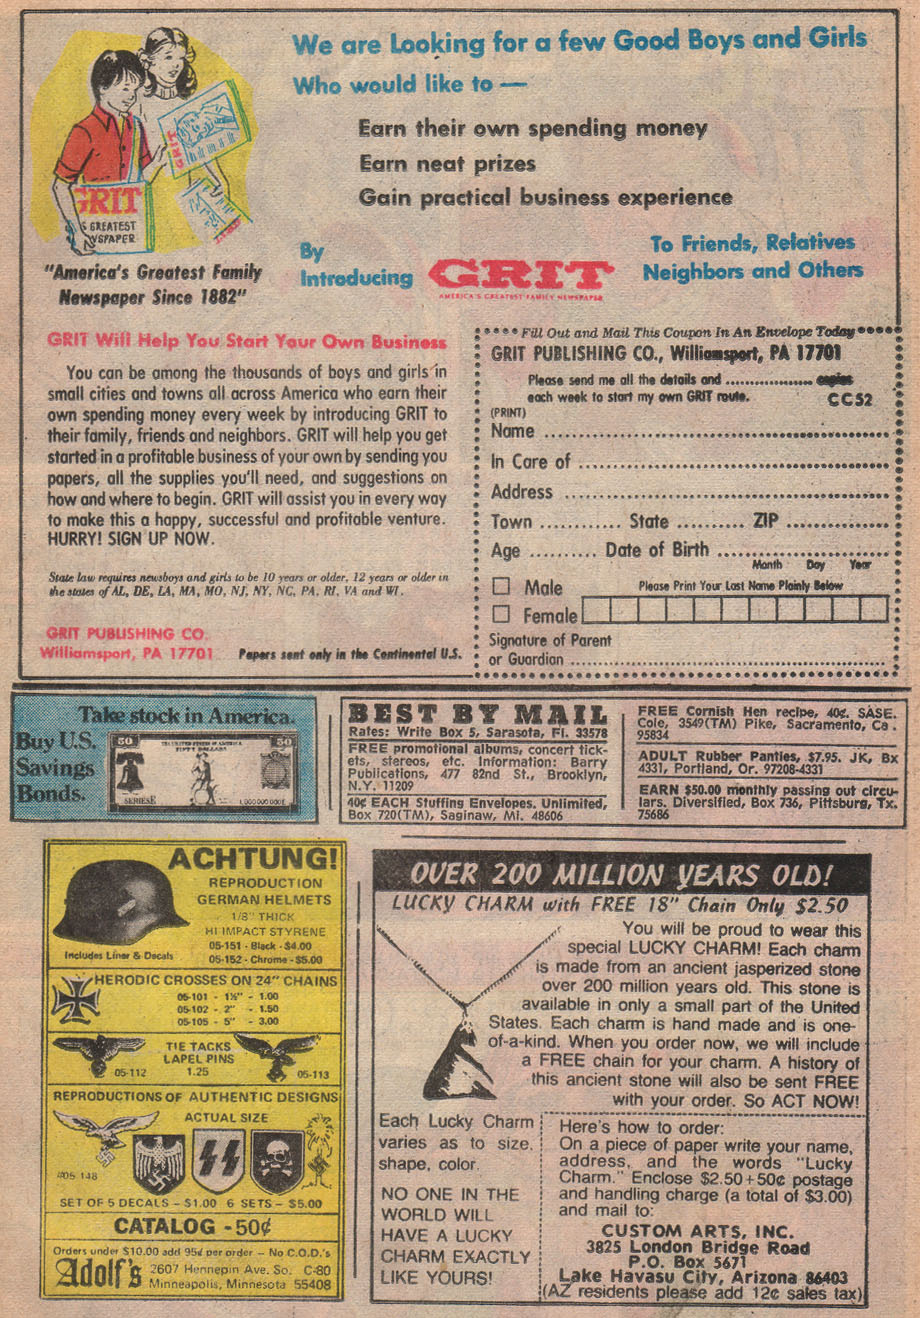 We are Looking for a few Good Boys and Girls
Who would like to —
Earn their own spending money
Earn neat prizes
Gain practical business experience
By
Introducing
GRIT
AMERICA'S GREATEST FAMILY NEWSPAPER
To Friends, Relatives
Neighbors and Others
GRIT
GRIT
GREATEST
"America's Greatest Family
Newspaper Since 1882"
GRIT Will Help You Start Your Own Business
You can be among the thousands of boys and girls in
small cities and towns all across America who earn their
own spending money every week by introducing GRIT to
their family, friends and neighbors. GRIT will help you get
started in a profitable business of your own by sending you
papers, all the supplies you'll need, and suggestions on
how and where to begin. GRIT will assist you in every way
to make this a happy, successful and profitable venture.
HURRY! SIGN UP NOW.
State law requires newsboys and girls to be 10 years or older, 12 years or older in
the states of AL, DE, LA, MA, MO, NJ, NY, NC, PA, RI, VA and WI.
GRIT PUBLISHING CO.
Williamsport, PA 17701
Papers sent only in the Continental U.S.
Fill Out and Mail This Coupon In An Envelope Today
GRIT PUBLISHING CO., Williamsport, PA 17701
Please send me all the details and .................. copies
each week to start my own GRIT route.
CC52
(PRINT)
Name
In Care of
Address
Town ............ State .......... ZIP
Age .......... Date of Birth
Month Day Year
Male
Please Print Your Last Name Plainly Below
Female
Signature of Parent
or Guardian
Take stock in America.
Buy U.S.
Savings
Bonds.
50
THE UNITED STATES OF AMERICA
FIFTY DOLLARS
50
SERIES E
BEST BY MAIL
Rates: Write Box 5, Sarasota, Fl. 33578
FREE promotional albums, concert tick-
ets, stereos, etc. Information: Barry
Publications, 477 82nd St., Brooklyn,
N.Y. 11209
40¢ EACH Stuffing Envelopes. Unlimited,
Box 720(TM), Saginaw, Mi. 48606
FREE Cornish Hen recipe, 40¢. SASE.
Cole, 3549(TM) Pike, Sacramento, Ca.
95834
ADULT Rubber Panties, $7.95. JK, Bx
4331, Portland, Or. 97208-4331
EARN $50.00 monthly passing out circu-
lars. Diversified, Box 736, Pittsburg, Tx.
75686
ACHTUNG!
REPRODUCTION
GERMAN HELMETS
1/8" THICK
HI IMPACT STYRENE
05-151 - Black - $4.00
05-152 - Chrome - $5.00
Includes Liner & Decals
HERODIC CROSSES ON 24" CHAINS
05-101 - 1½" - 1.00
05-102 - 2" - 1.50
05-105 - 5" - 3.00
TIE TACKS
LAPEL PINS
1.25
05-112
05-113
REPRODUCTIONS OF AUTHENTIC DESIGNS
ACTUAL SIZE
#05-148
SET OF 5 DECALS – $1.00 6 SETS – $5.00
CATALOG - 50¢
Orders under $10.00 add 95¢ per order – No C.O.D.'s
Adolf's
2607 Hennepin Ave. So. C-80
Minneapolis, Minnesota 55408
OVER 200 MILLION YEARS OLD!
LUCKY CHARM with FREE 18" Chain Only $2.50
You will be proud to wear this
special LUCKY CHARM! Each charm
is made from an ancient jasperized stone
over 200 million years old. This stone is
available in only a small part of the United
States. Each charm is hand made and is one-
of-a-kind. When you order now, we will include
a FREE chain for your charm. A history of
this ancient stone will also be sent FREE
with your order. So ACT NOW!
Each Lucky Charm
varies as to size,
shape, color.
NO ONE IN THE
WORLD WILL
HAVE A LUCKY
CHARM EXACTLY
LIKE YOURS!
Here's how to order:
On a piece of paper write your name,
address, and the words "Lucky
Charm." Enclose $2.50+50¢ postage
and handling charge (a total of $3.00)
and mail to:
CUSTOM ARTS, INC.
3825 London Bridge Road
P.O. Box 5671
Lake Havasu City, Arizona 86403
(AZ residents please add 12¢ sales tax)